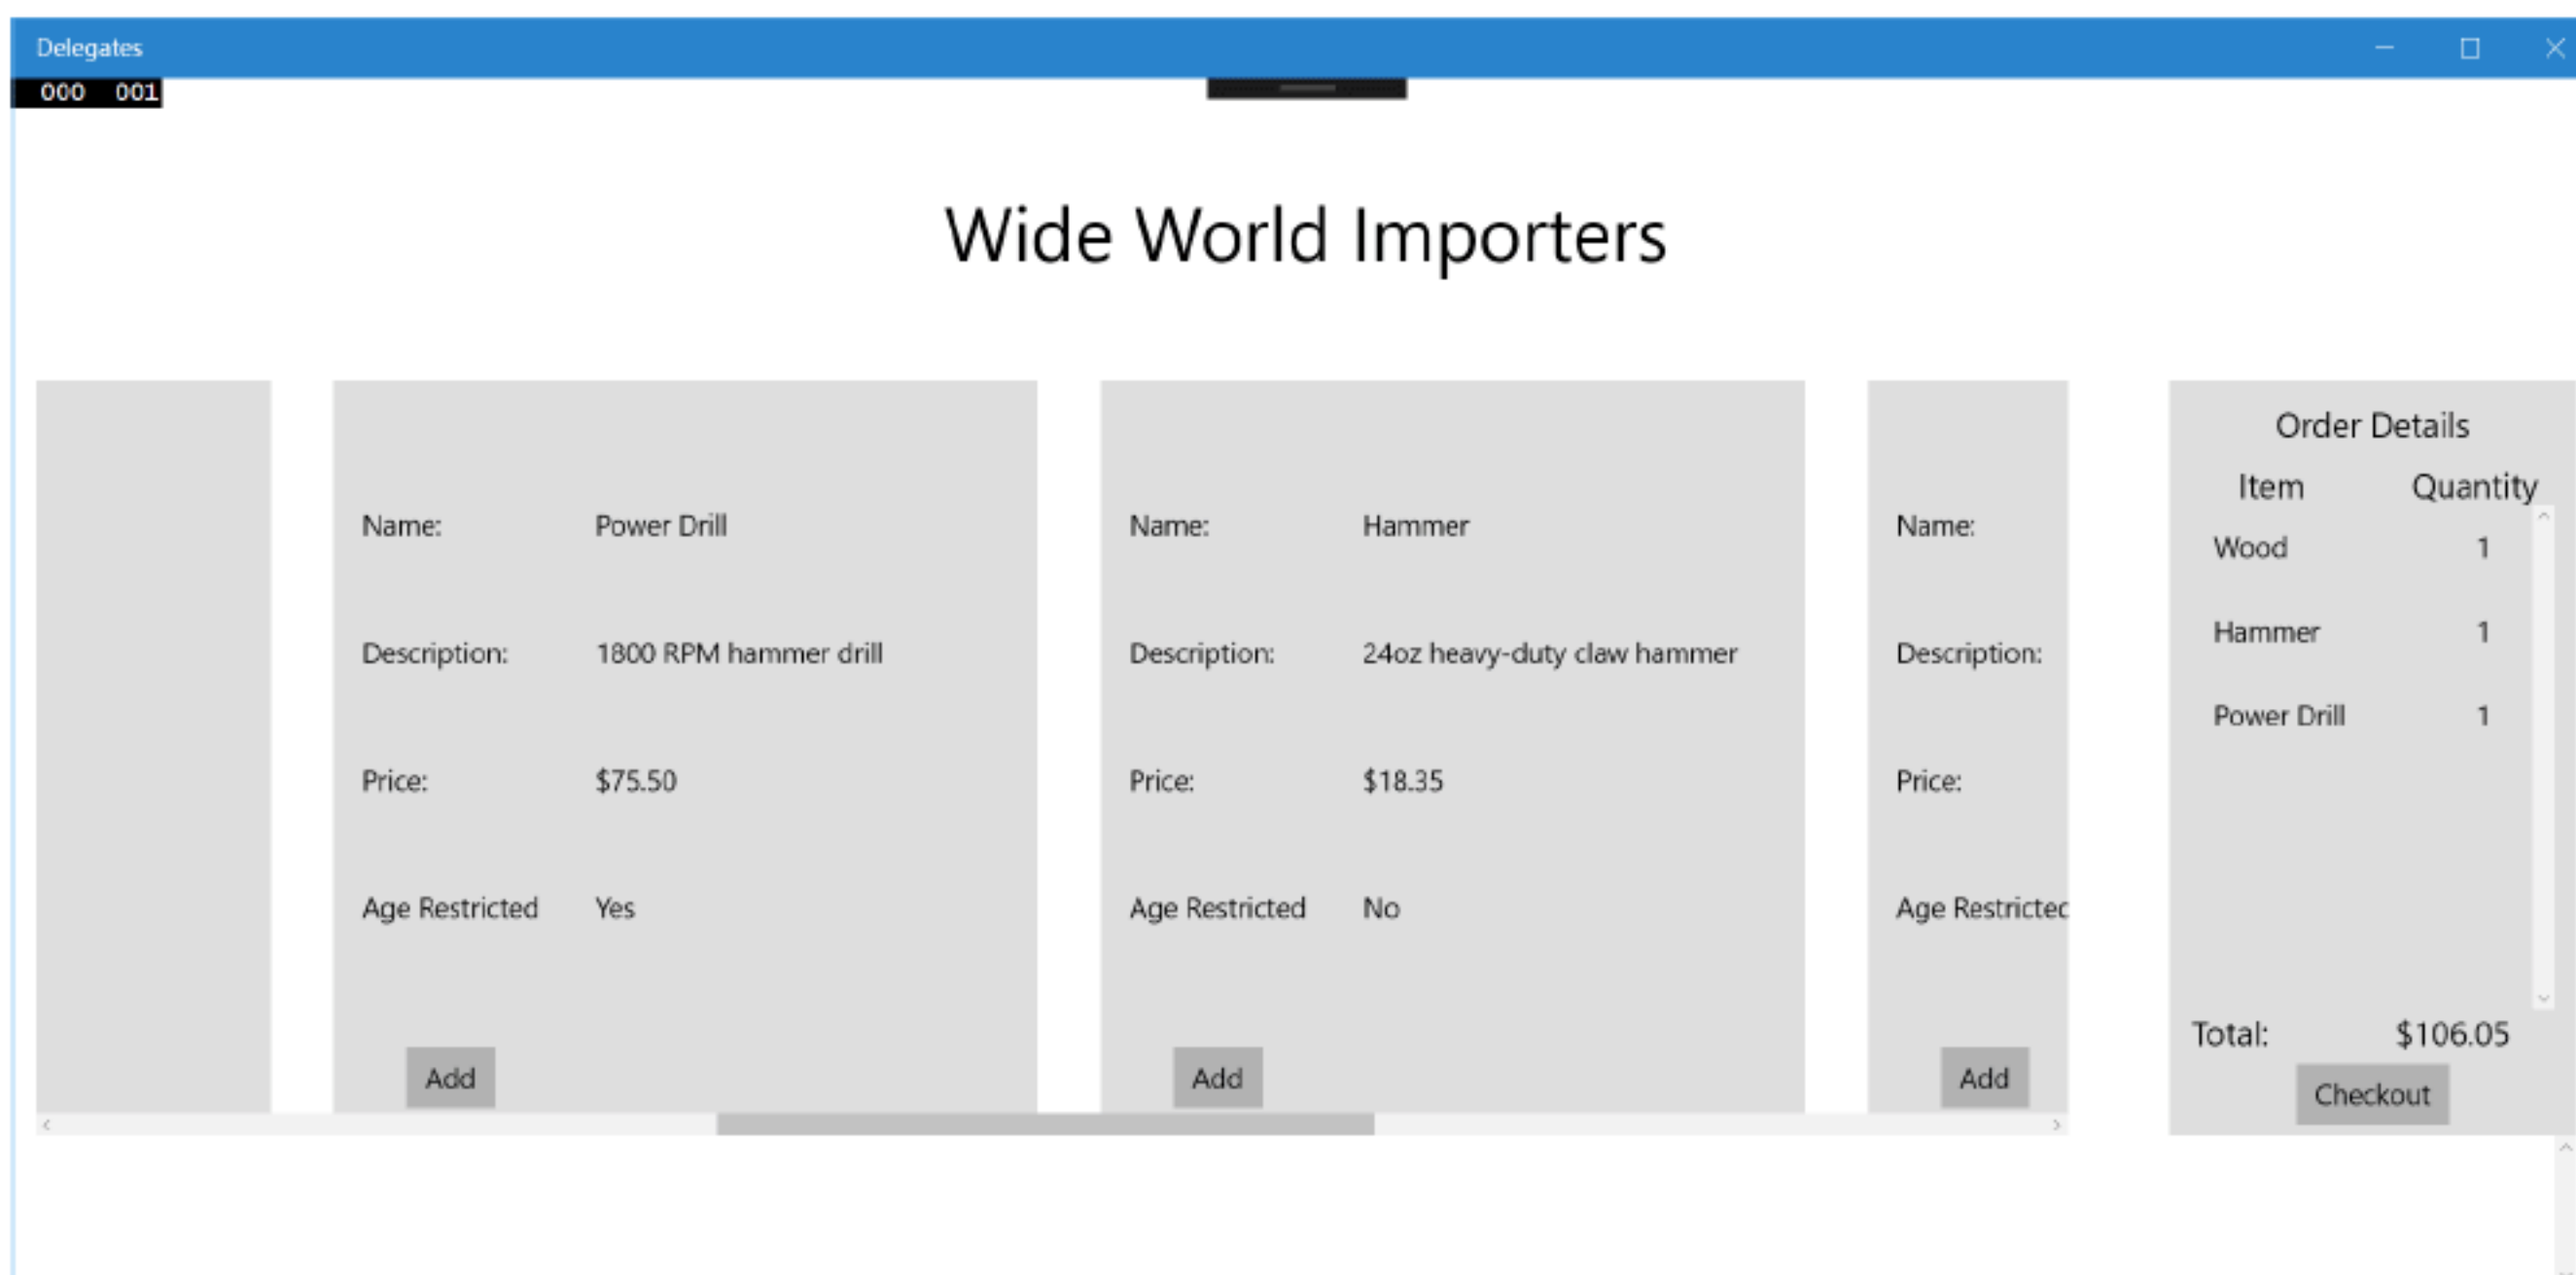 Delegates
000 001
Wide World Importers
Name: Power Drill
Description: 1800 RPM hammer drill
Price: $75.50
Age Restricted Yes
Add
Name: Hammer
Description: 24oz heavy-duty claw hammer
Price: $18.35
Age Restricted No
Add
Name:
Description:
Price:
Age Restricted
Add
Order Details
Item Quantity
Wood 1
Hammer 1
Power Drill 1
Total: $106.05
Checkout